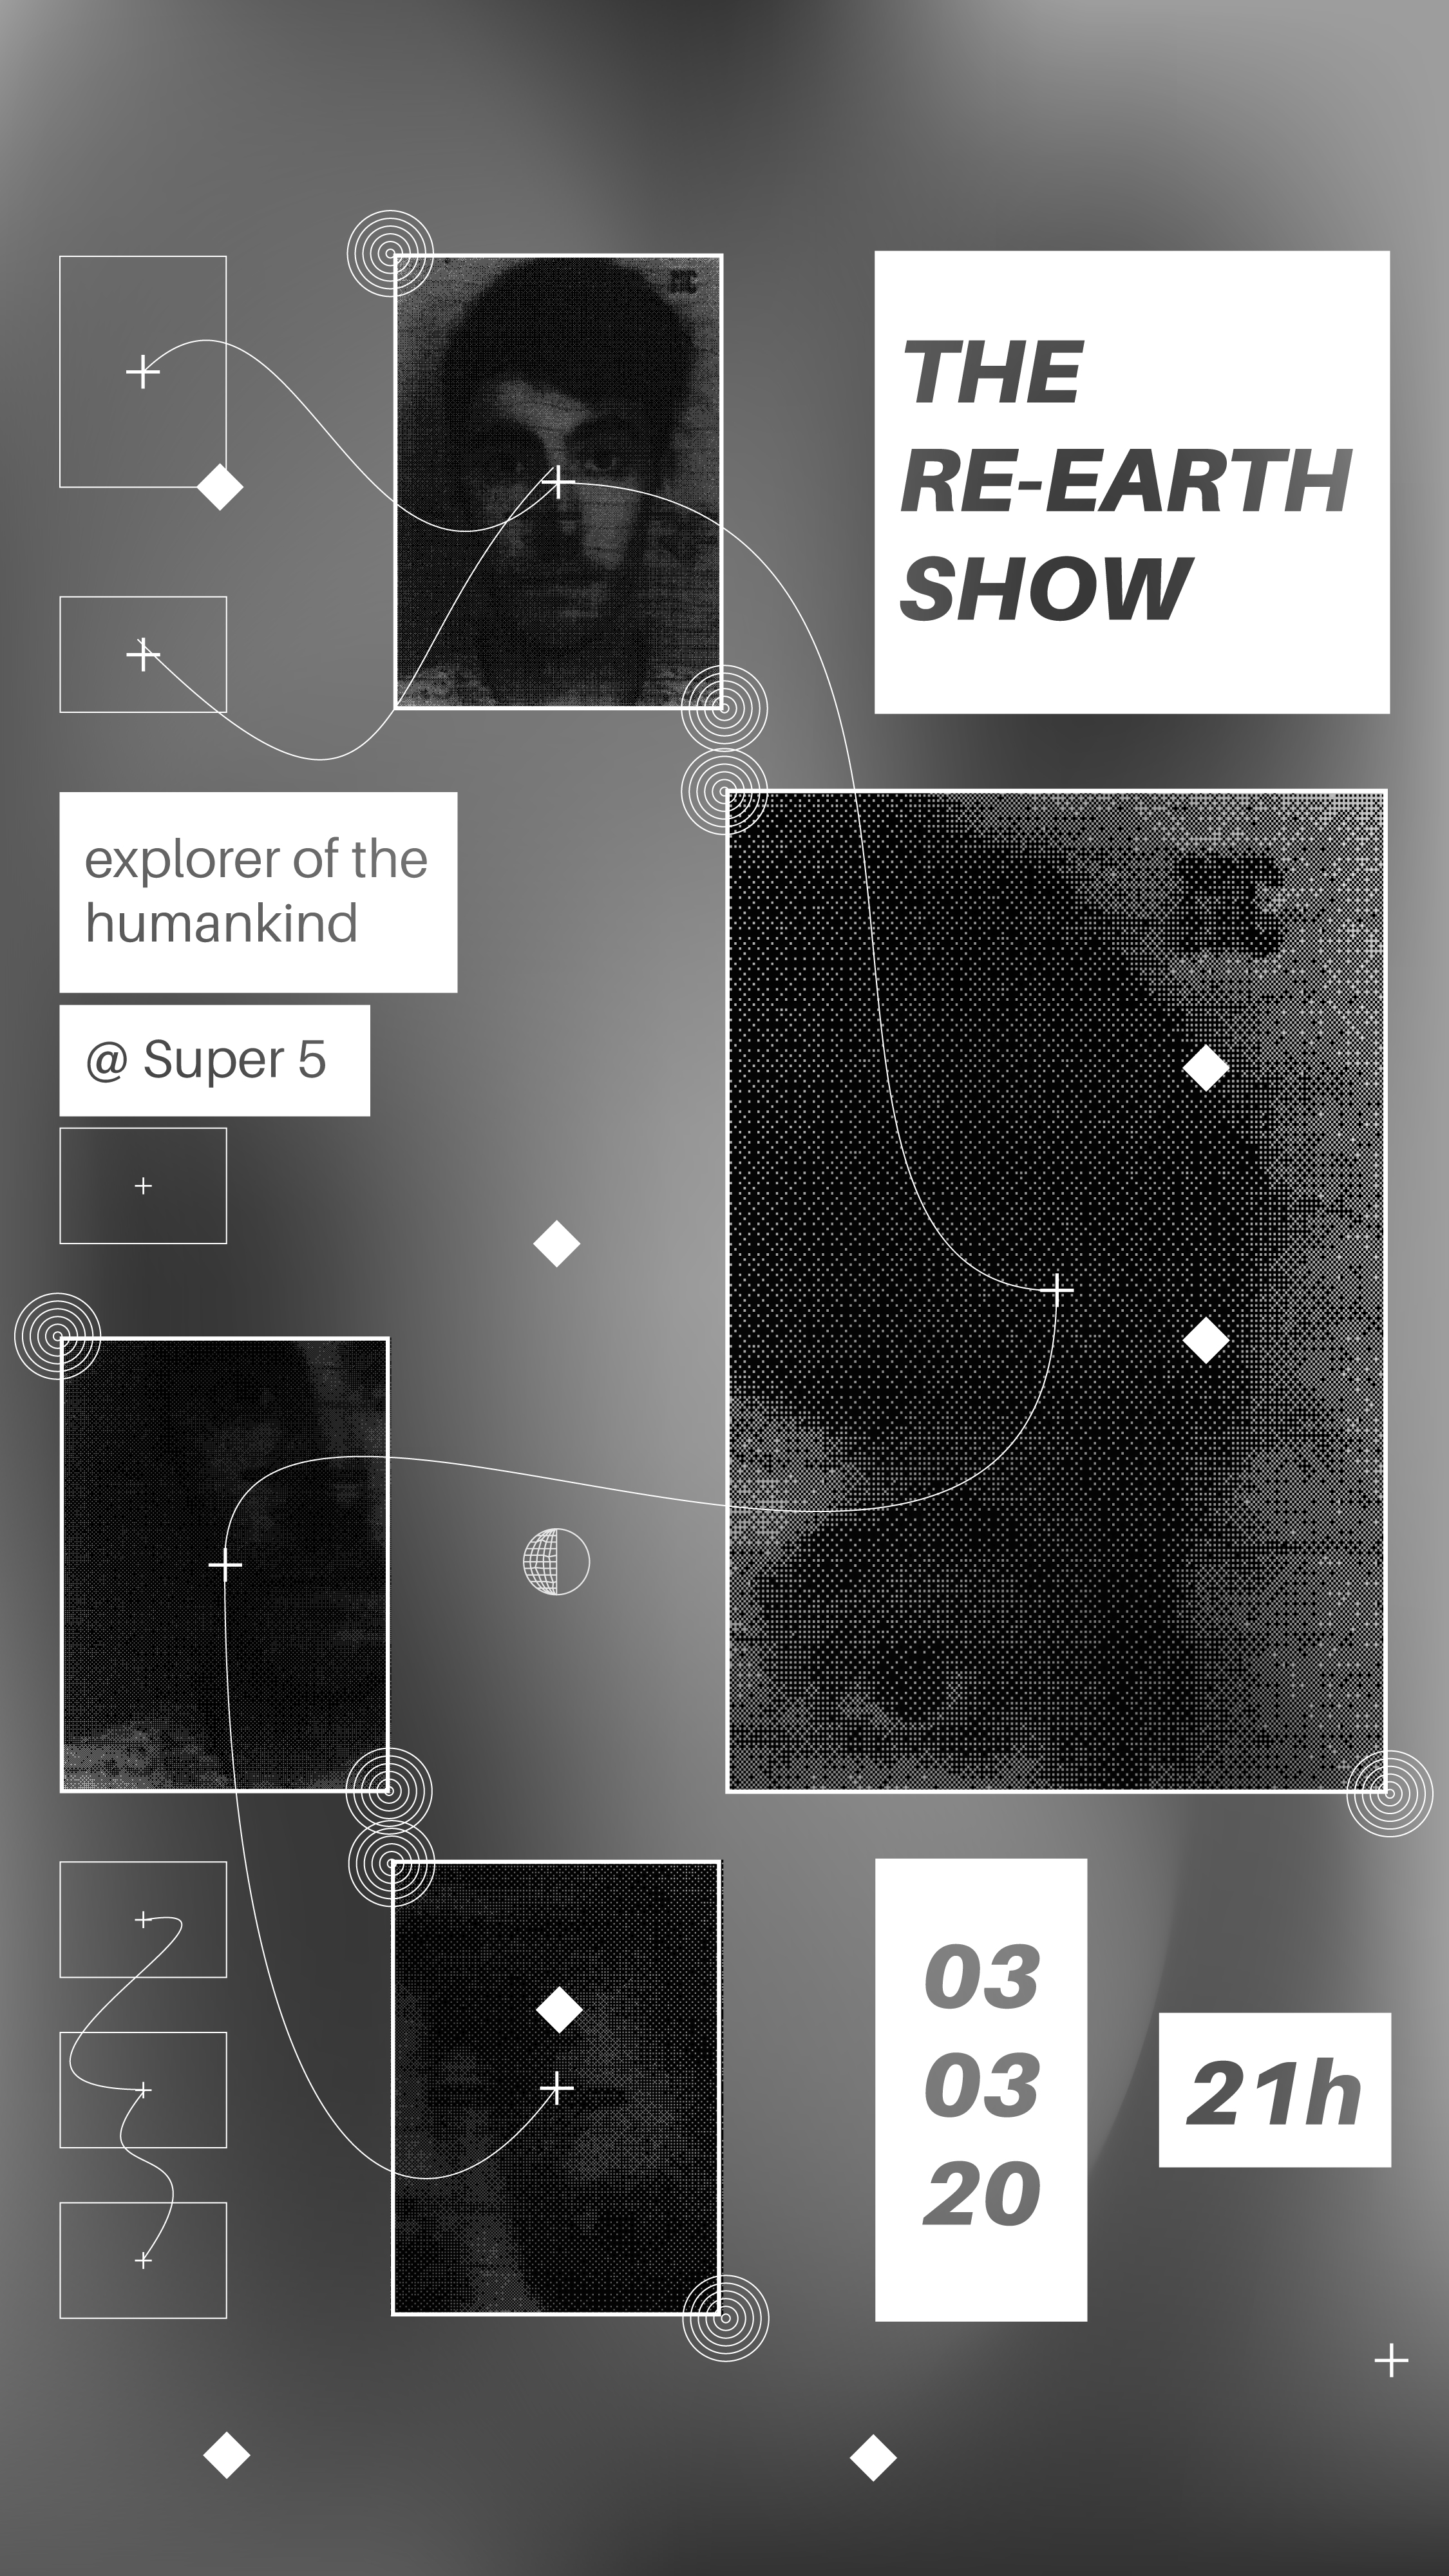 THE
RE-EARTH
SHOW
explorer of the
humankind
@ Super 5
03
03
20
21h